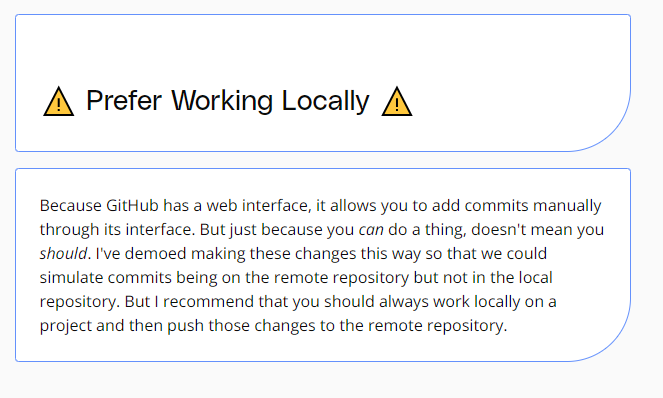 ⚠️ Prefer Working Locally ⚠️
Because GitHub has a web interface, it allows you to add commits manually
through its interface. But just because you can do a thing, doesn't mean you
should. I've demoed making these changes this way so that we could
simulate commits being on the remote repository but not in the local
repository. But I recommend that you should always work locally on a
project and then push those changes to the remote repository.